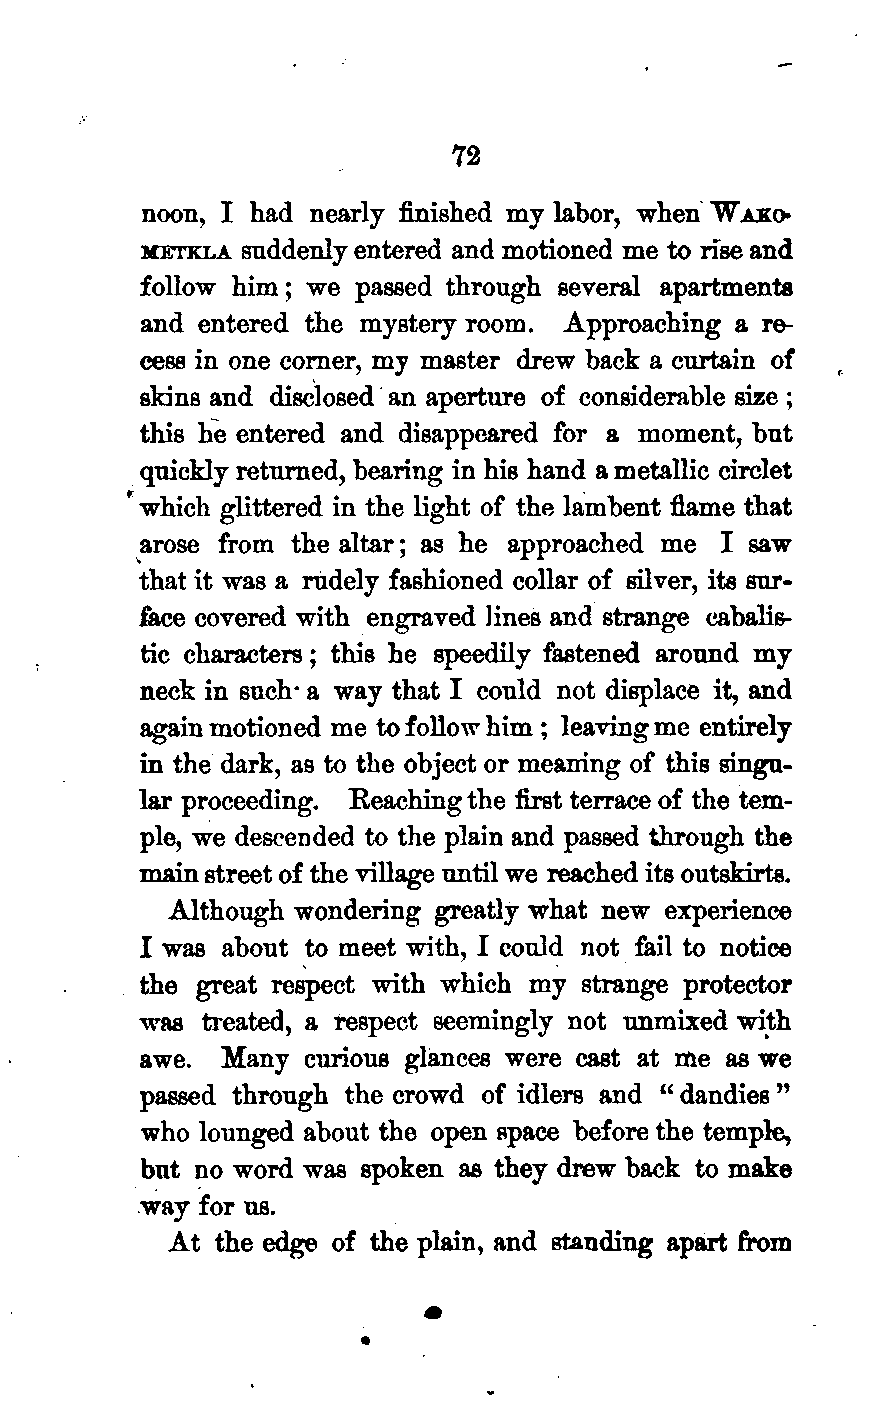 72
noon, I had nearly finished my labor, when WAKO-
METKLA suddenly entered and motioned me to rise and
follow him ; we passed through several apartments
and entered the mystery room. Approaching a re-
cess in one corner, my master drew back a curtain of
skins and disclosed an aperture of considerable size ;
this he entered and disappeared for a moment, but
quickly returned, bearing in his hand a metallic circlet
which glittered in the light of the lambent flame that
arose from the altar ; as he approached me I saw
that it was a rudely fashioned collar of silver, its sur-
face covered with engraved lines and strange cabalis-
tic characters ; this he speedily fastened around my
neck in such a way that I could not displace it, and
again motioned me to follow him ; leaving me entirely
in the dark, as to the object or meaning of this singu-
lar proceeding. Reaching the first terrace of the tem-
ple, we descended to the plain and passed through the
main street of the village until we reached its outskirts.
Although wondering greatly what new experience
I was about to meet with, I could not fail to notice
the great respect with which my strange protector
was treated, a respect seemingly not unmixed with
awe. Many curious glances were cast at me as we
passed through the crowd of idlers and " dandies "
who lounged about the open space before the temple,
but no word was spoken as they drew back to make
way for us.
At the edge of the plain, and standing apart from